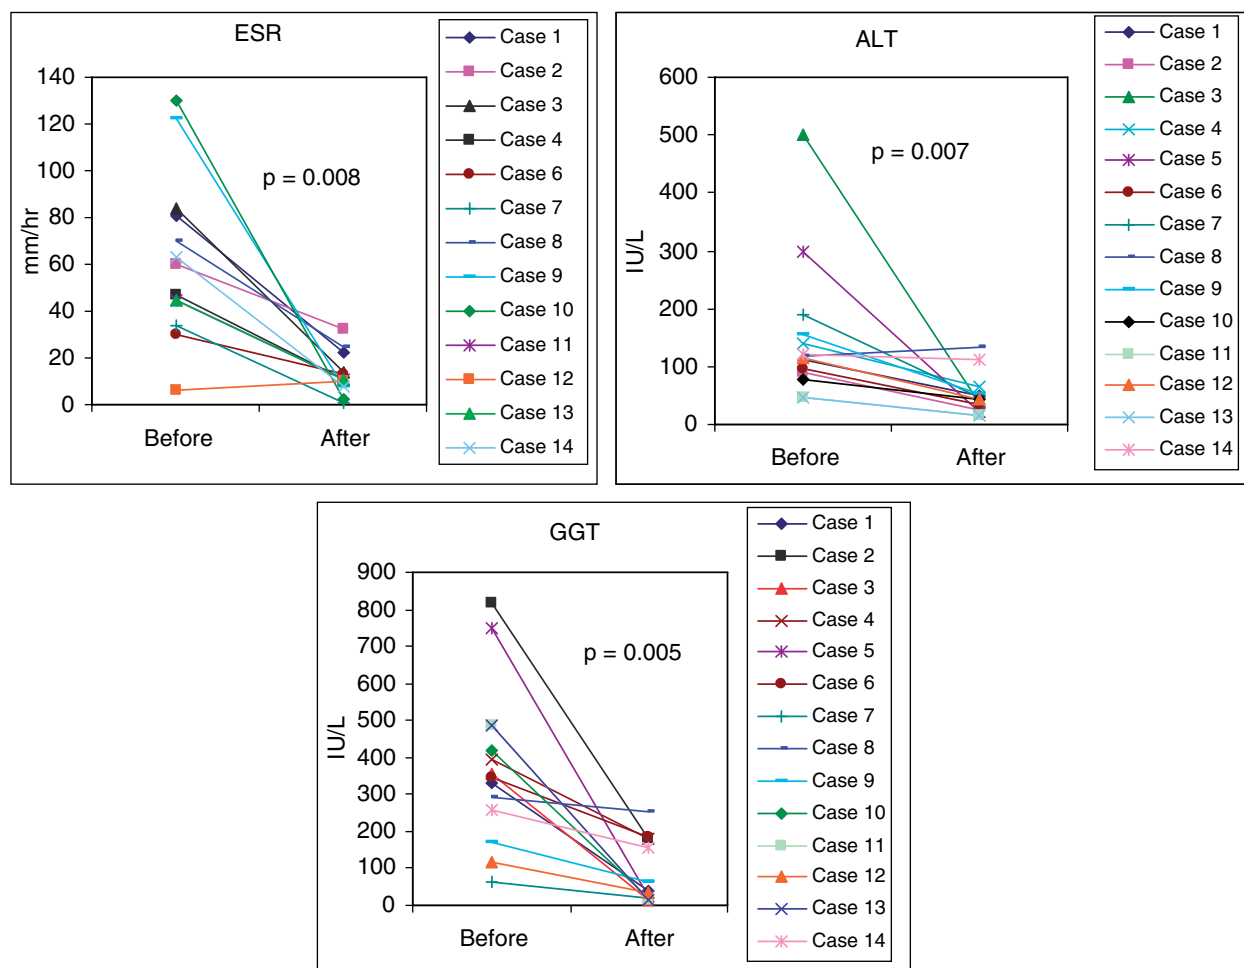 ESR
140
120
100
80
60
40
20
0
mm/hr
p = 0.008
Before
After
Case 1
Case 2
Case 3
Case 4
Case 6
Case 7
Case 8
Case 9
Case 10
Case 11
Case 12
Case 13
Case 14
ALT
600
500
400
300
200
100
0
IU/L
p = 0.007
Before
After
Case 1
Case 2
Case 3
Case 4
Case 5
Case 6
Case 7
Case 8
Case 9
Case 10
Case 11
Case 12
Case 13
Case 14
GGT
900
800
700
600
500
400
300
200
100
0
IU/L
p = 0.005
Before
After
Case 1
Case 2
Case 3
Case 4
Case 5
Case 6
Case 7
Case 8
Case 9
Case 10
Case 11
Case 12
Case 13
Case 14